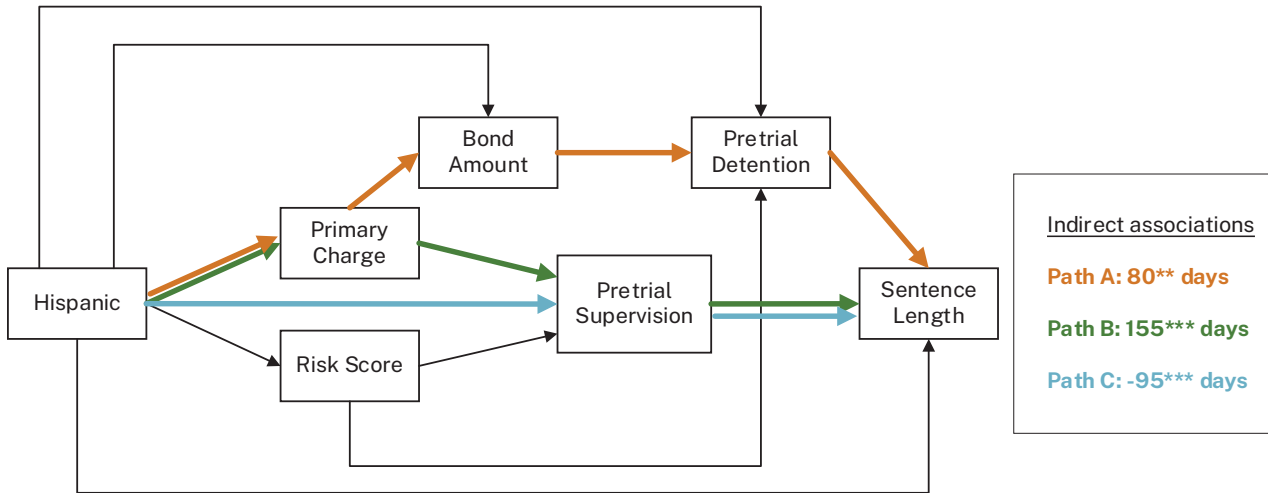 Bond
Amount
Pretrial
Detention
Primary
Charge
Hispanic
Pretrial
Supervision
Risk Score
Sentence
Length
Indirect associations
Path A: 80** days
Path B: 155*** days
Path C: -95*** days